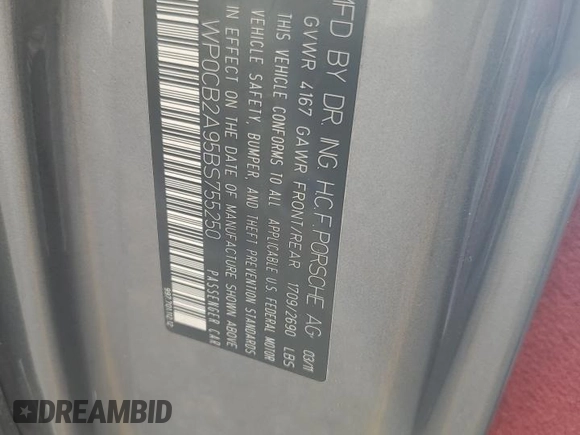 MFD BY DR. ING. H.C.F. PORSCHE AG 03/11
GVWR 4167 GAWR FRONT/REAR 1709/2690 LBS
THIS VEHICLE CONFORMS TO ALL APPLICABLE U.S. FEDERAL MOTOR
VEHICLE SAFETY, BUMPER, AND THEFT PREVENTION STANDARDS
IN EFFECT ON THE DATE OF MANUFACTURE SHOWN ABOVE
WP0CB2A95BS755250 PASSENGER CAR
DREAMBID